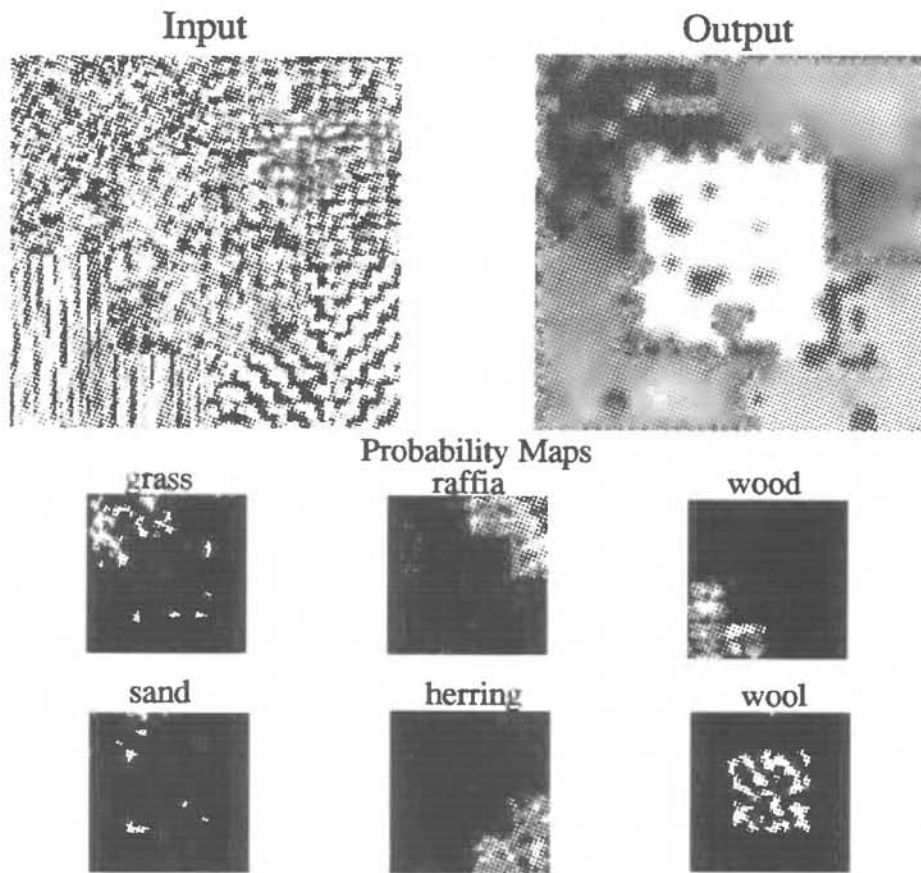 Input Output
Probability Maps
grass raffia wood
sand herring wool